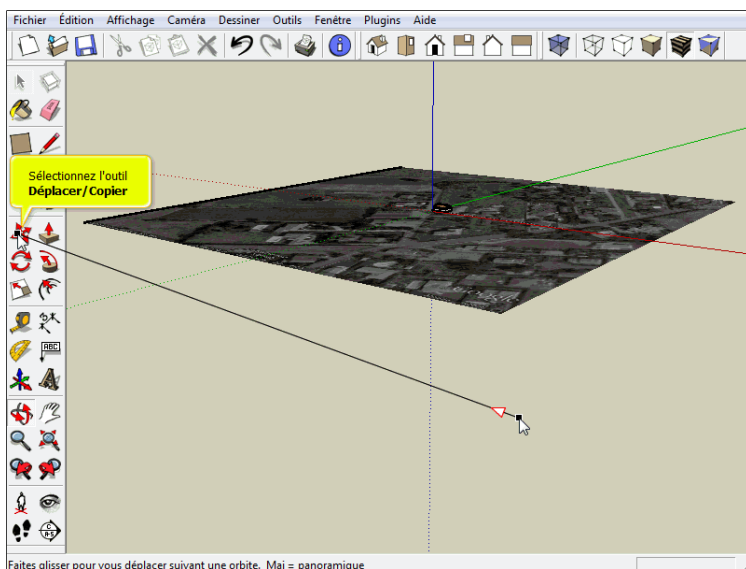 Fichier Édition Affichage Caméra Dessiner Outils Fenêtre Plugins Aide
Sélectionnez l'outil
Déplacer/Copier
ABC
C
A-5
Faites glisser pour vous déplacer suivant une orbite. Maj = panoramique